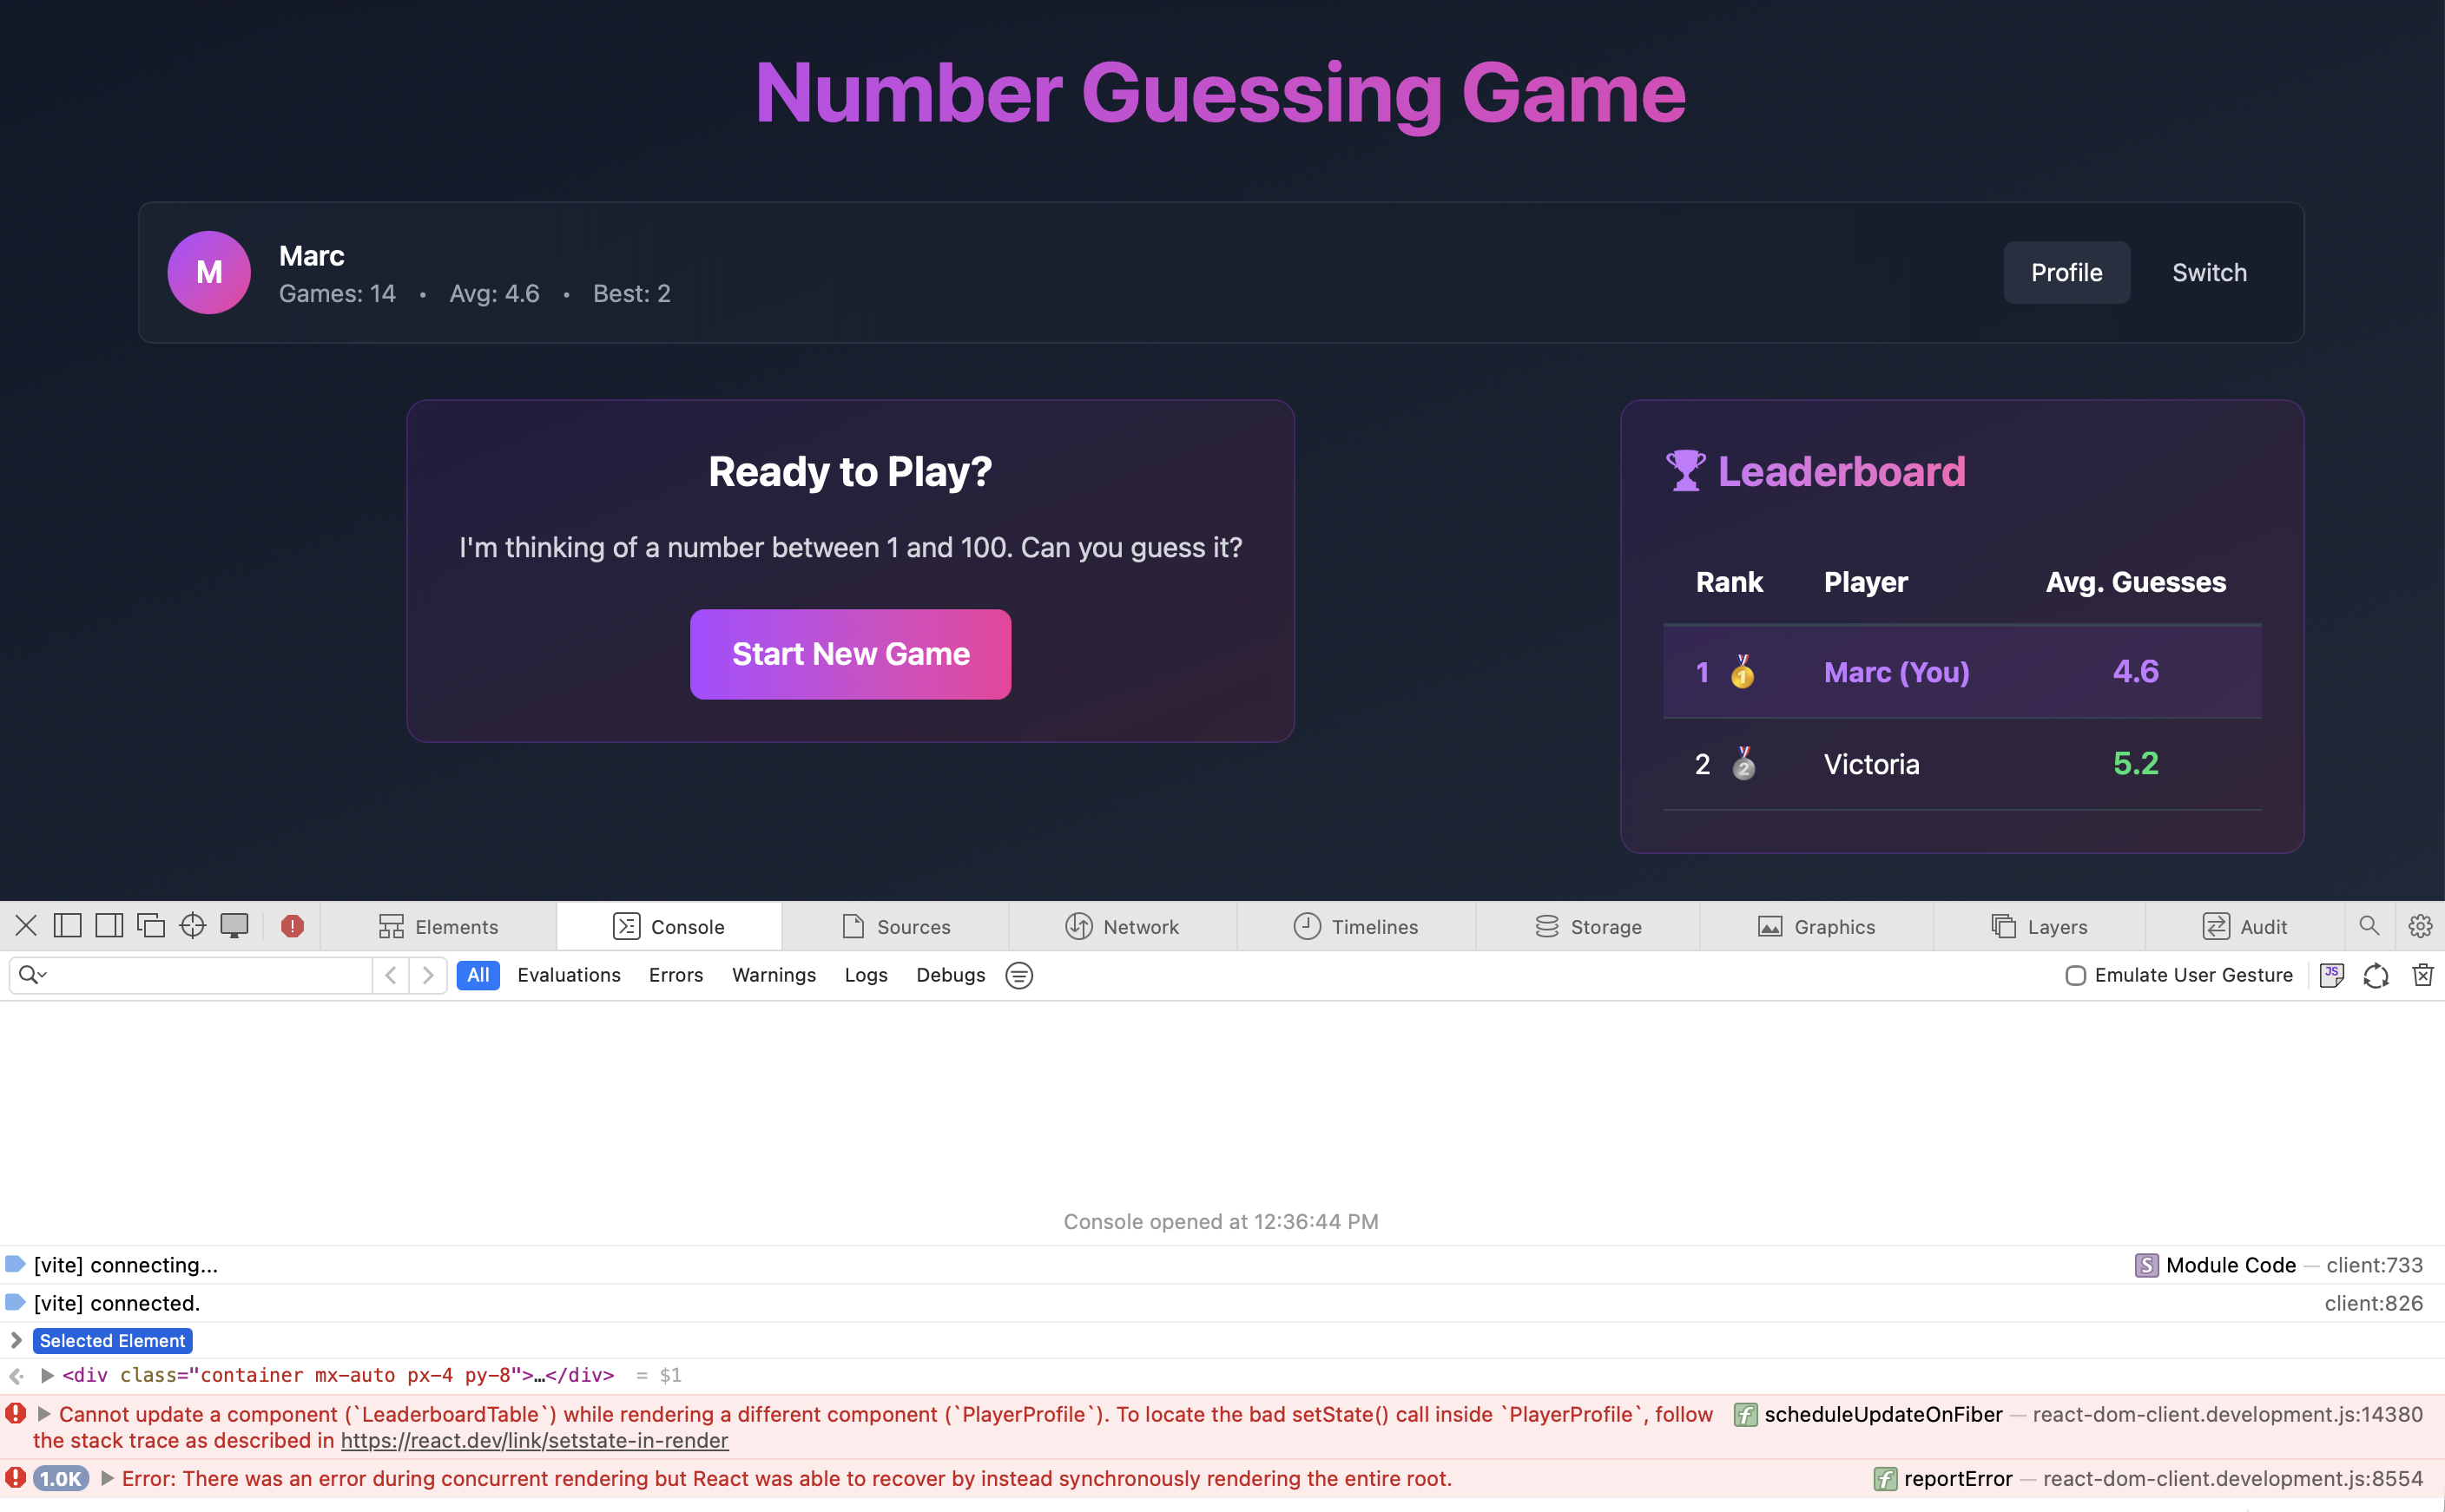 Number Guessing Game
M
Marc
Games: 14 • Avg: 4.6 • Best: 2
Profile
Switch
Ready to Play?
I'm thinking of a number between 1 and 100. Can you guess it?
Start New Game
🏆 Leaderboard
Rank Player Avg. Guesses
1 🥇 Marc (You) 4.6
2 🥈 Victoria 5.2
Elements Console Sources Network Timelines Storage Graphics Layers Audit
All Evaluations Errors Warnings Logs Debugs Emulate User Gesture JS
Console opened at 12:36:44 PM
[vite] connecting... S Module Code — client:733
[vite] connected. client:826
Selected Element
<div class="container mx-auto px-4 py-8">…</div> = $1
Cannot update a component (`LeaderboardTable`) while rendering a different component (`PlayerProfile`). To locate the bad setState() call inside `PlayerProfile`, follow f scheduleUpdateOnFiber — react-dom-client.development.js:14380
the stack trace as described in https://react.dev/link/setstate-in-render
1.0K Error: There was an error during concurrent rendering but React was able to recover by instead synchronously rendering the entire root. f reportError — react-dom-client.development.js:8554